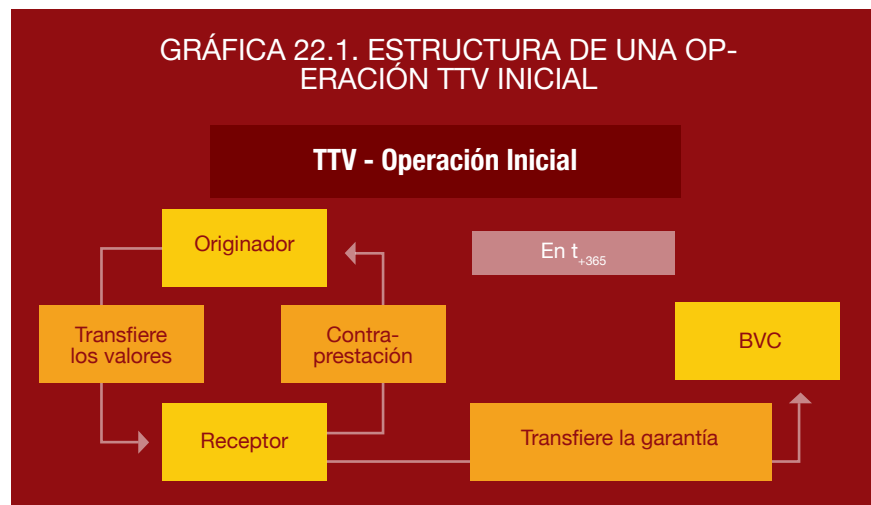 GRÁFICA 22.1. ESTRUCTURA DE UNA OP-
ERACIÓN TTV INICIAL
TTV - Operación Inicial
Originador
En t+365
Transfiere
los valores
Contra-
prestación
BVC
Receptor
Transfiere la garantía